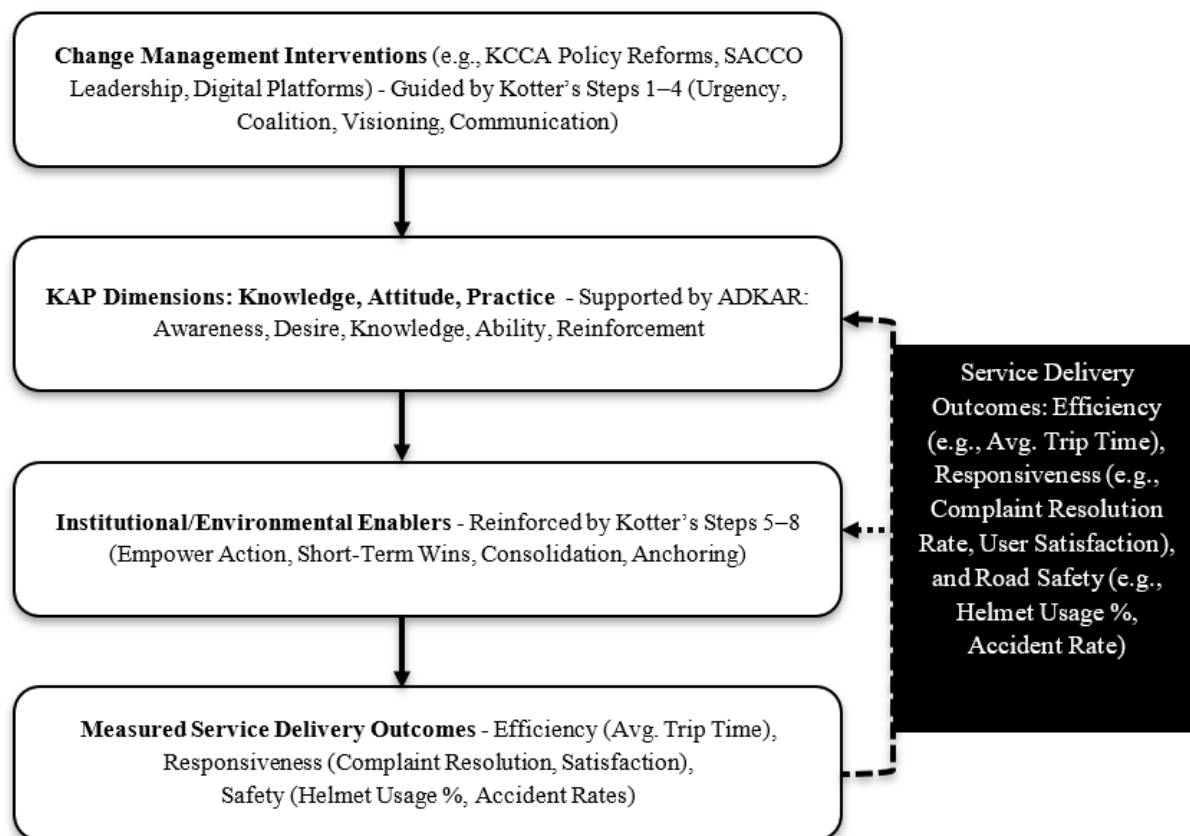 Change Management Interventions (e.g., KCCA Policy Reforms, SACCO
Leadership, Digital Platforms) - Guided by Kotter's Steps 1–4 (Urgency,
Coalition, Visioning, Communication)
KAP Dimensions: Knowledge, Attitude, Practice - Supported by ADKAR:
Awareness, Desire, Knowledge, Ability, Reinforcement
Institutional/Environmental Enablers - Reinforced by Kotter's Steps 5–8
(Empower Action, Short-Term Wins, Consolidation, Anchoring)
Measured Service Delivery Outcomes - Efficiency (Avg. Trip Time),
Responsiveness (Complaint Resolution, Satisfaction),
Safety (Helmet Usage %, Accident Rates)
Service Delivery
Outcomes: Efficiency
(e.g., Avg. Trip Time),
Responsiveness (e.g.,
Complaint Resolution
Rate, User Satisfaction),
and Road Safety (e.g.,
Helmet Usage %,
Accident Rate)